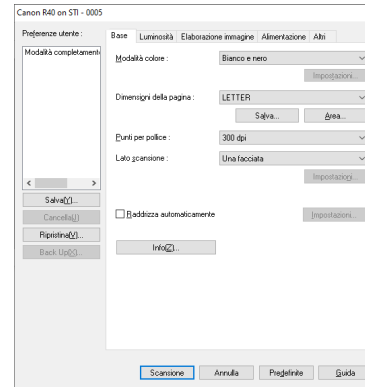 Canon R40 on STI - 0005
Preferenze utente :
Modalità completament
Salva[Y]...
Cancella[J]
Ripristina[V]...
Back Up[X]...
Base Luminosità Elaborazione immagine Alimentazione Altri
Modalità colore : Bianco e nero
Impostazioni...
Dimensigni della pagina : LETTER
Salva... Area...
Punti per pollice : 300 dpi
Lato scansione : Una facciata
Impostazioni...
Raddrizza automaticamente Impostazioni...
Info[Z]...
Scansione Annulla Predefinite Guida